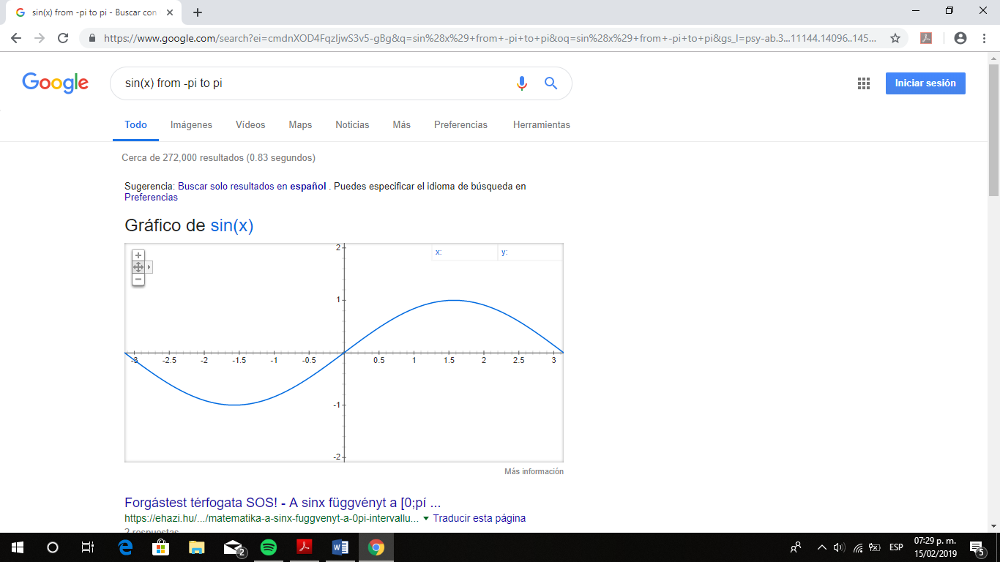 sin(x) from -pi to pi - Buscar con
https://www.google.com/search?ei=cmdnXOD4FqzIjwS3v5-gBg&q=sin%28x%29+from+-pi+to+pi&oq=sin%28x%29+from+-pi+to+pi&gs_l=psy-ab.3...11144.14096..145...
Google
sin(x) from -pi to pi
Iniciar sesión
Todo Imágenes Vídeos Maps Noticias Más Preferencias Herramientas
Cerca de 272,000 resultados (0.83 segundos)
Sugerencia: Buscar solo resultados en español . Puedes especificar el idioma de búsqueda en
Preferencias
Gráfico de sin(x)
x: y:
2
1
-3 -2.5 -2 -1.5 -1 -0.5 0.5 1 1.5 2 2.5 3
-1
-2
Más información
Forgástest térfogata SOS! - A sinx függvényt a [0;pí ...
https://ehazi.hu/.../matematika-a-sinx-fuggvenyt-a-0pi-intervallu... Traducir esta página
2 respuestas
2
ESP
07:29 p. m.
15/02/2019
5